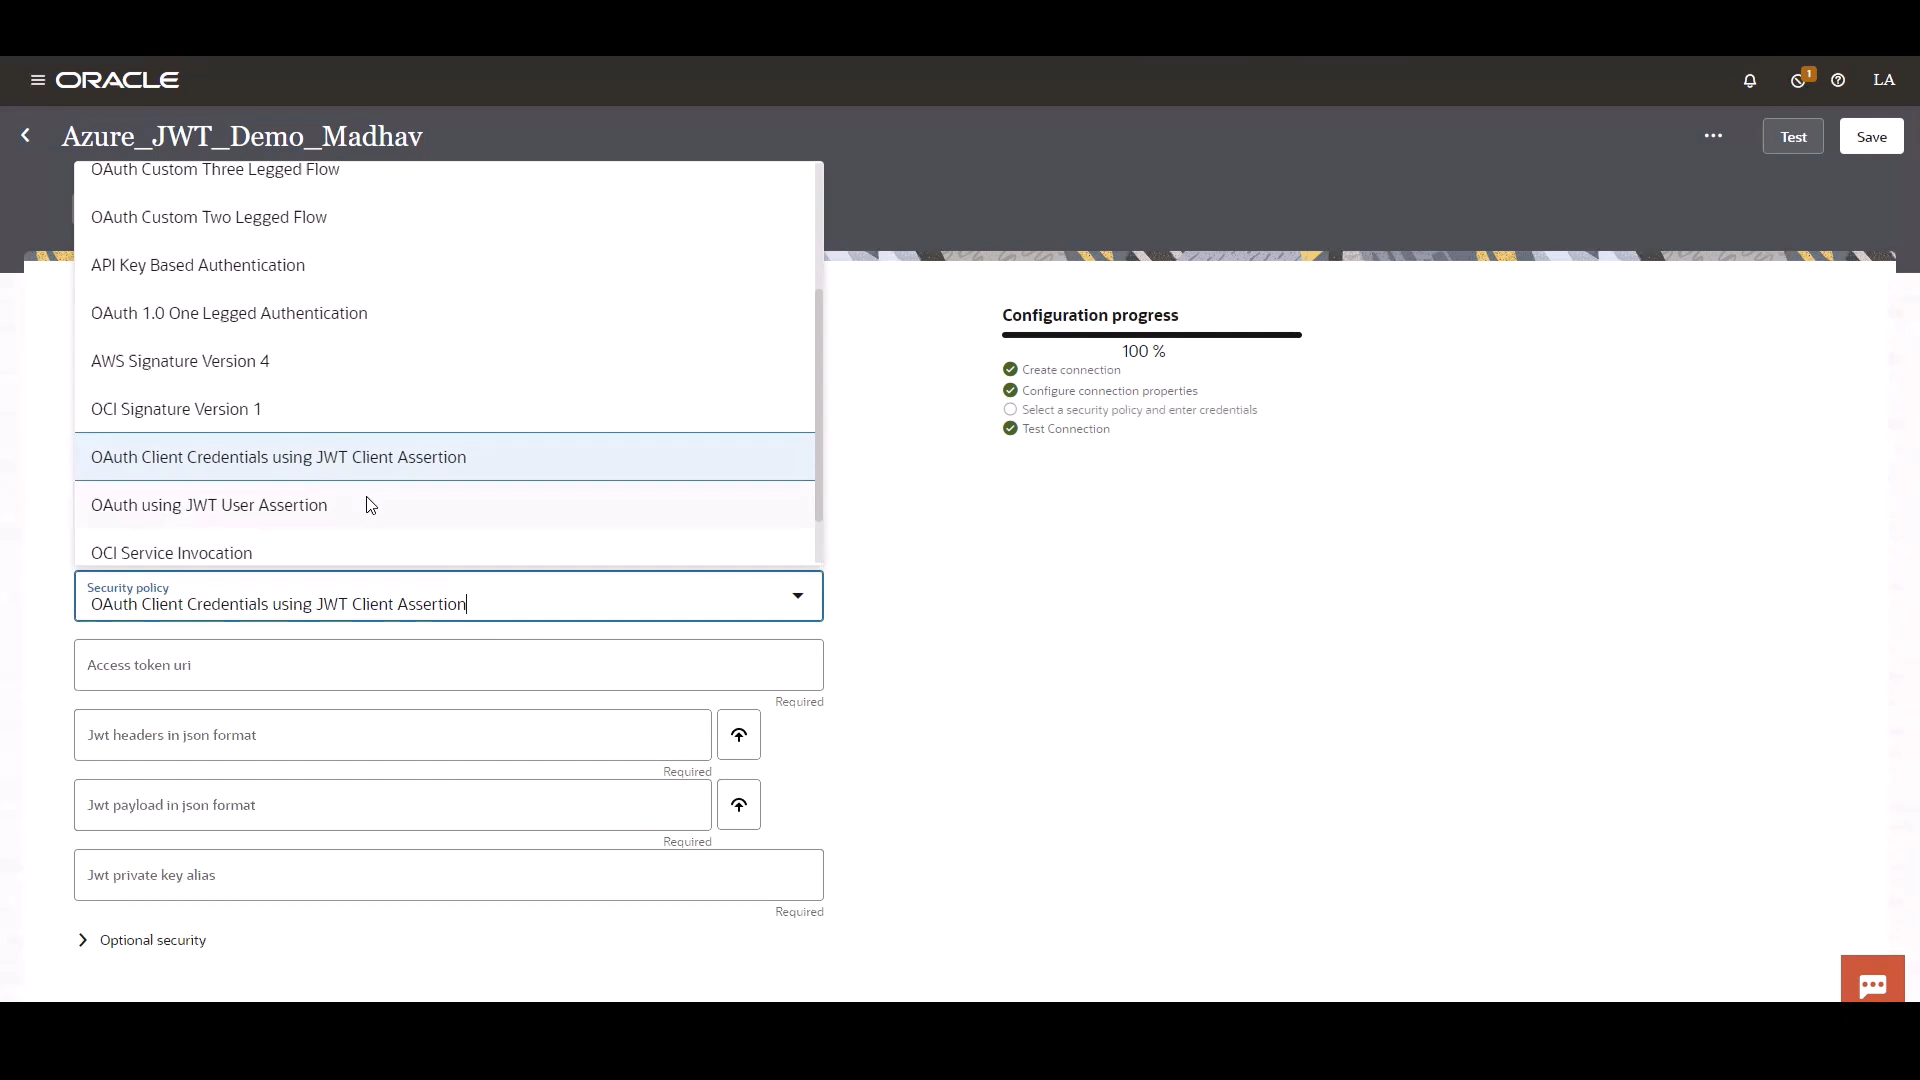 ORACLE
1
LA
Azure_JWT_Demo_Madhav
Test
Save
OAuth Custom Three Legged Flow
OAuth Custom Two Legged Flow
API Key Based Authentication
OAuth 1.0 One Legged Authentication
AWS Signature Version 4
OCI Signature Version 1
OAuth Client Credentials using JWT Client Assertion
OAuth using JWT User Assertion
OCI Service Invocation
Security policy
OAuth Client Credentials using JWT Client Assertion
Access token uri
Required
Jwt headers in json format
Required
Jwt payload in json format
Required
Jwt private key alias
Required
Optional security
Configuration progress
100 %
Create connection
Configure connection properties
Select a security policy and enter credentials
Test Connection